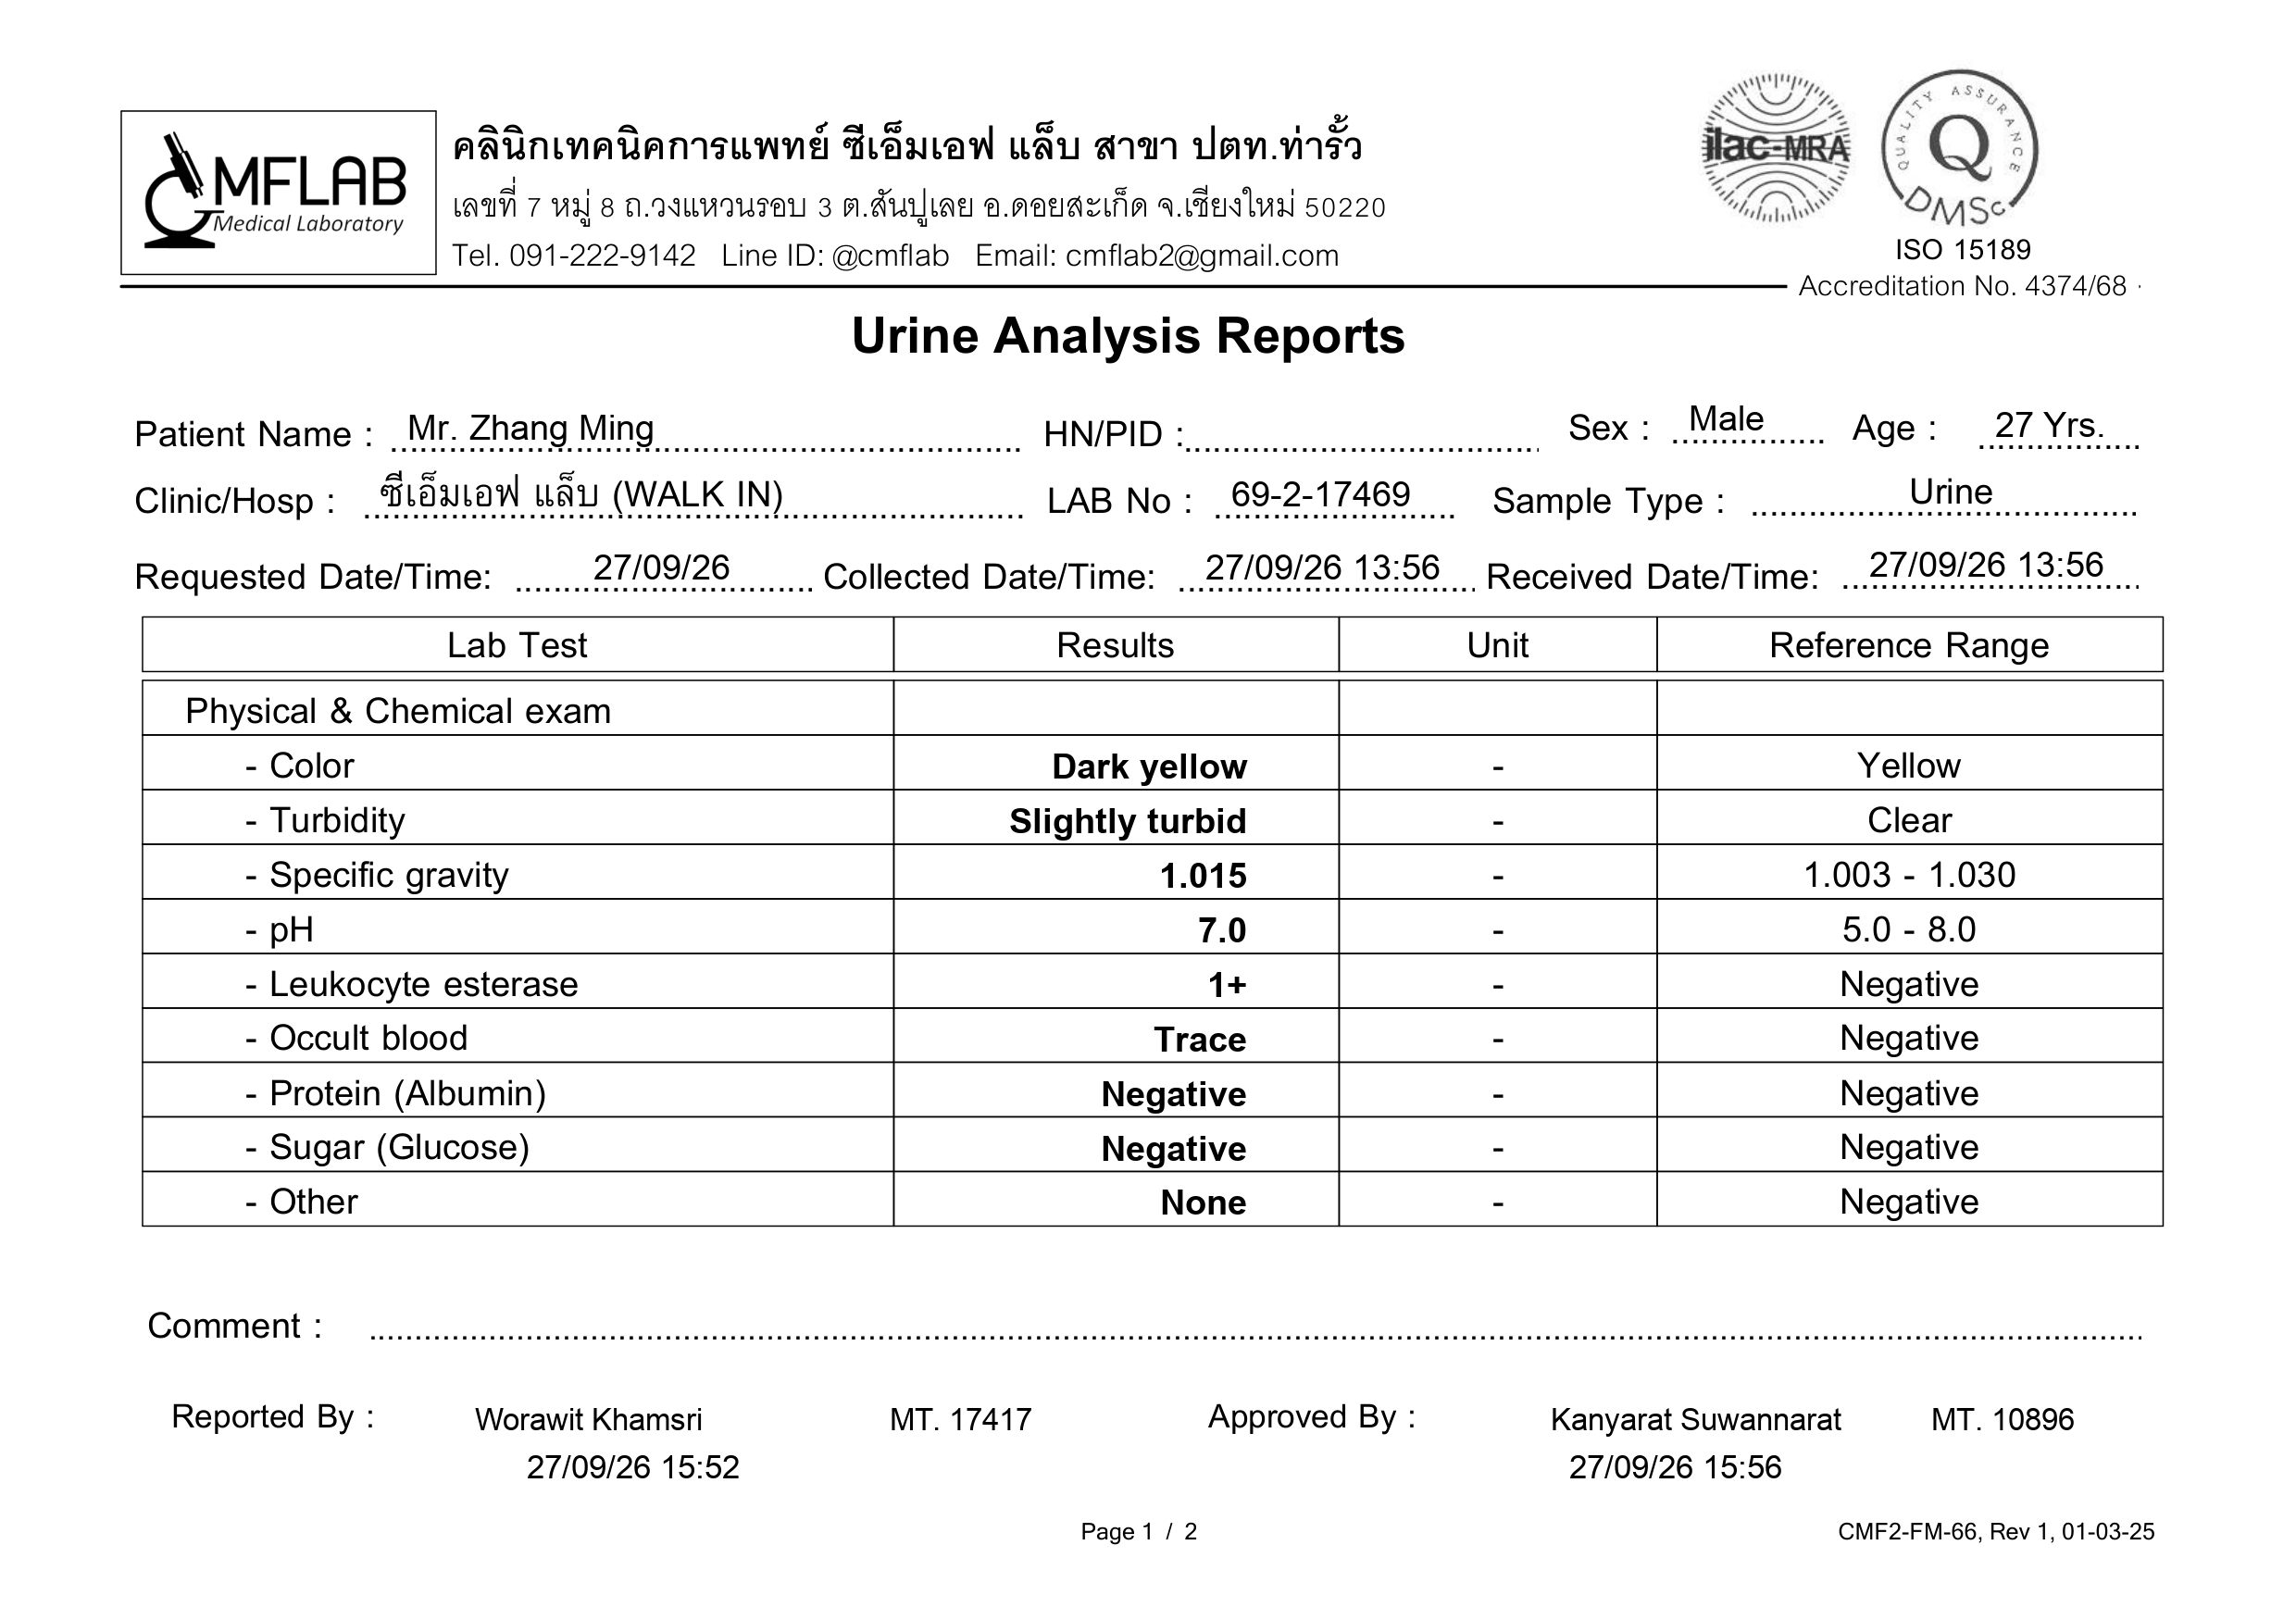 MFLAB
Medical Laboratory
คลินิกเทคนิคการแพทย์ ซีเอ็มเอฟ แล็บ สาขา ปตท.ท่ารั้ว
เลขที่ 7 หมู่ 8 ถ.วงแหวนรอบ 3 ต.สันปูเลย อ.ดอยสะเก็ด จ.เชียงใหม่ 50220
Tel. 091-222-9142 Line ID: @cmflab Email: cmflab2@gmail.com
ilac-MRA
QUALITY ASSURANCE
Q
DMSc
ISO 15189
Accreditation No. 4374/68
Urine Analysis Reports
Patient Name : Mr. Zhang Ming HN/PID : Sex : Male Age : 27 Yrs.
Clinic/Hosp : ซีเอ็มเอฟ แล็บ (WALK IN) LAB No : 69-2-17469 Sample Type : Urine
Requested Date/Time: 27/09/26 Collected Date/Time: 27/09/26 13:56 Received Date/Time: 27/09/26 13:56
Lab Test Results Unit Reference Range
Physical & Chemical exam
- Color Dark yellow - Yellow
- Turbidity Slightly turbid - Clear
- Specific gravity 1.015 - 1.003 - 1.030
- pH 7.0 - 5.0 - 8.0
- Leukocyte esterase 1+ - Negative
- Occult blood Trace - Negative
- Protein (Albumin) Negative - Negative
- Sugar (Glucose) Negative - Negative
- Other None - Negative
Comment :
Reported By : Worawit Khamsri MT. 17417 Approved By : Kanyarat Suwannarat MT. 10896
27/09/26 15:52 27/09/26 15:56
Page 1 / 2 CMF2-FM-66, Rev 1, 01-03-25